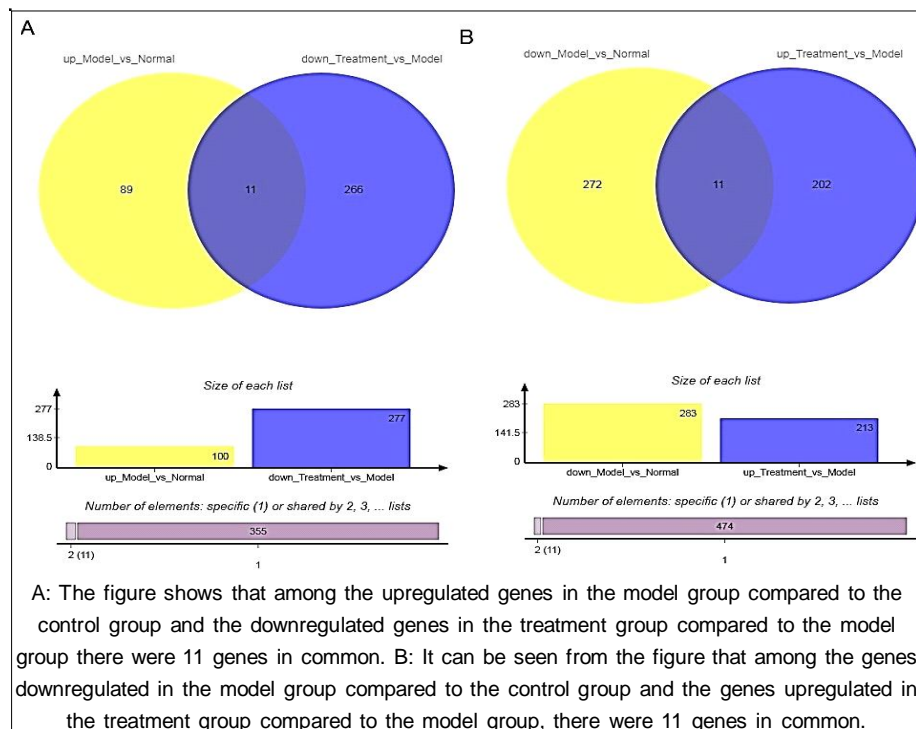 A
up_Model_vs_Normal
down_Treatment_vs_Model
89
11
266
Size of each list
277
138.5
0
100
277
up_Model_vs_Normal
down_Treatment_vs_Model
Number of elements: specific (1) or shared by 2, 3, ... lists
355
2 (11)
1
B
down_Model_vs_Normal
up_Treatment_vs_Model
272
11
202
Size of each list
283
141.5
0
283
213
down_Model_vs_Normal
up_Treatment_vs_Model
Number of elements: specific (1) or shared by 2, 3, ... lists
474
2 (11)
1
A: The figure shows that among the upregulated genes in the model group compared to the
control group and the downregulated genes in the treatment group compared to the model
group there were 11 genes in common. B: It can be seen from the figure that among the genes
downregulated in the model group compared to the control group and the genes upregulated in
the treatment group compared to the model group, there were 11 genes in common.